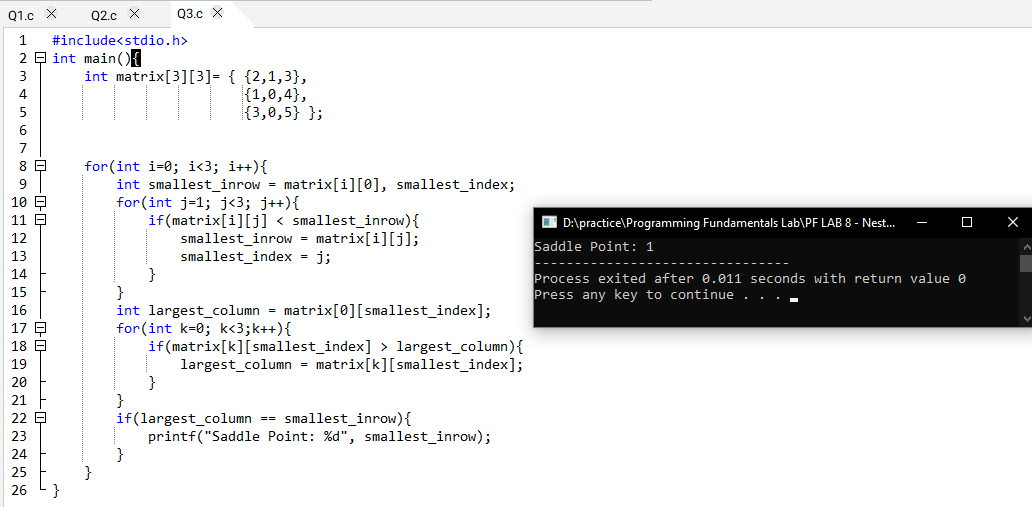 Q1.c Q2.c Q3.c
1 #include<stdio.h>
2 int main(){
3 int matrix[3][3]= { {2,1,3},
4 {1,0,4},
5 {3,0,5} };
6
7
8 for(int i=0; i<3; i++){
9 int smallest_inrow = matrix[i][0], smallest_index;
10 for(int j=1; j<3; j++){
11 if(matrix[i][j] < smallest_inrow){
12 smallest_inrow = matrix[i][j];
13 smallest_index = j;
14 }
15 }
16 int largest_column = matrix[0][smallest_index];
17 for(int k=0; k<3;k++){
18 if(matrix[k][smallest_index] > largest_column){
19 largest_column = matrix[k][smallest_index];
20 }
21 }
22 if(largest_column == smallest_inrow){
23 printf("Saddle Point: %d", smallest_inrow);
24 }
25 }
26 }
D:\practice\Programming Fundamentals Lab\PF LAB 8 - Nest...
Saddle Point: 1
--------------------------------
Process exited after 0.011 seconds with return value 0
Press any key to continue . . .